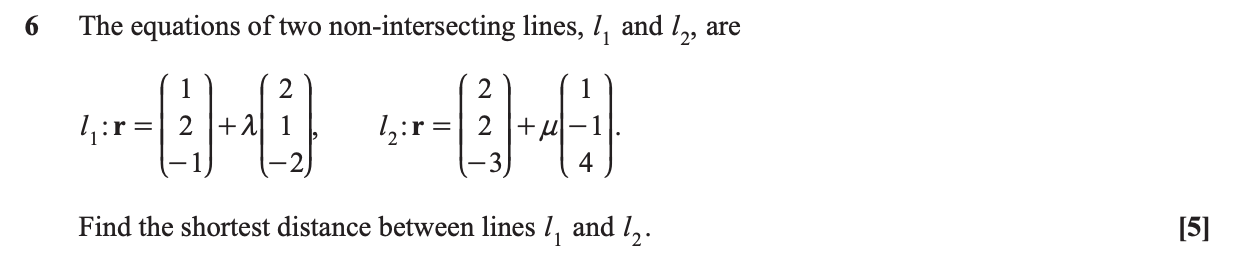 6 The equations of two non-intersecting lines, l₁ and l₂, are
l₁ : r = (1 2 −1) + λ(2 1 −2), l₂ : r = (2 2 −3) + μ(1 −1 4).
Find the shortest distance between lines l₁ and l₂. [5]